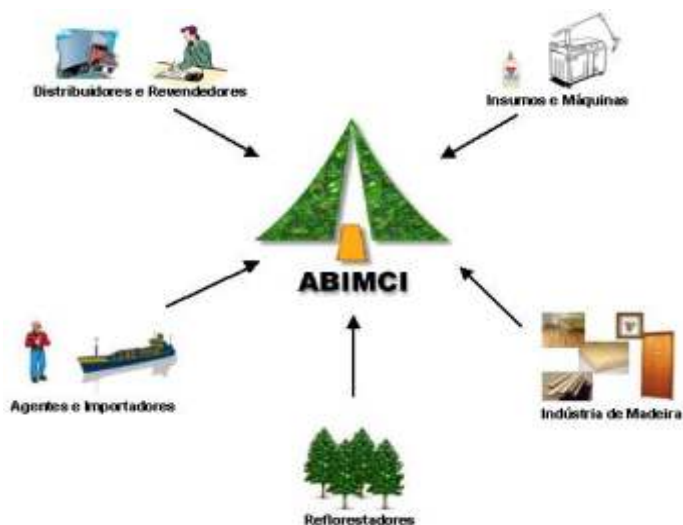 Distribuidores e Revendedores
Insumos e Máquinas
ABIMCI
Agentes e Importadores
Indústria de Madeira
Reflorestadores